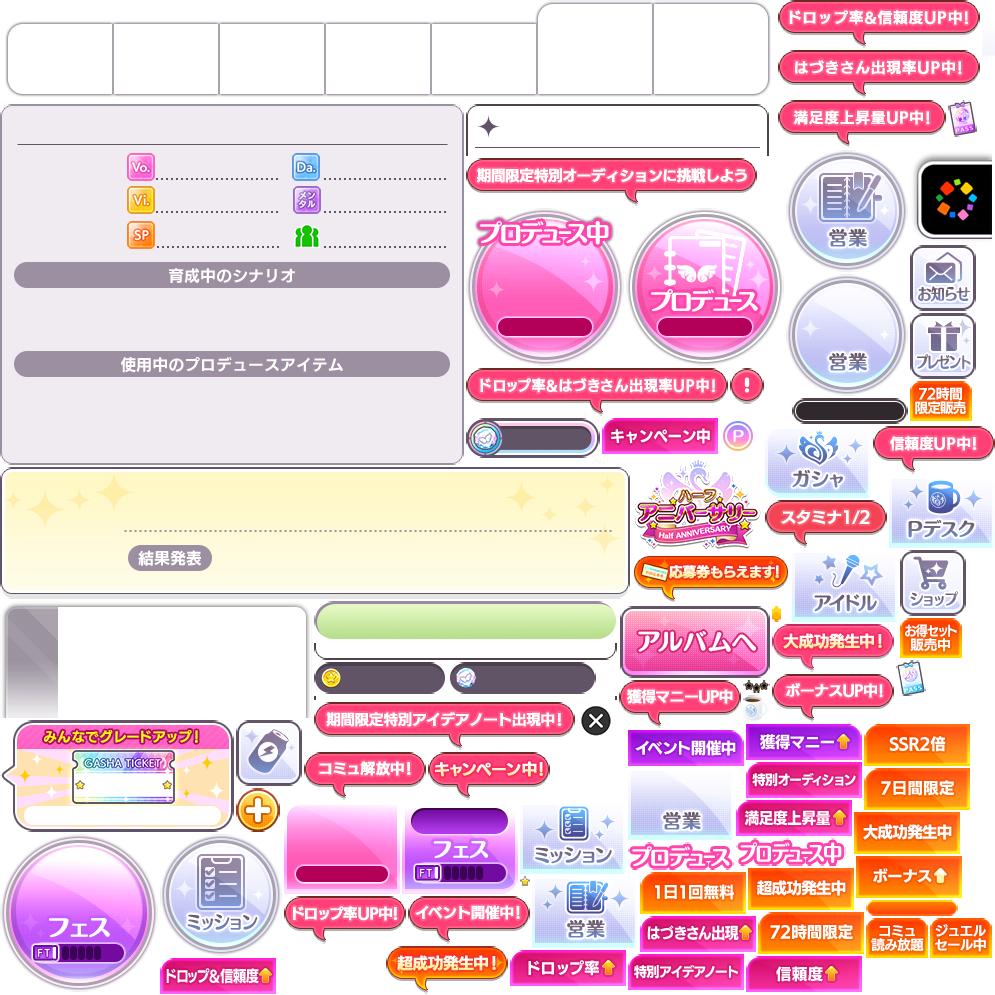 ドロップ率&信頼度UP中!
はづきさん出現率UP中!
満足度上昇量UP中!
PASS
Vo.
Da.
Vi.
メン
タル
SP
育成中のシナリオ
使用中のプロデュースアイテム
期間限定特別オーディションに挑戦しよう
プロデュース中
プロデュース
営業
お知らせ
プレゼント
営業
72時間
限定販売
ドロップ率&はづきさん出現率UP中!
!
キャンペーン中
P
信頼度UP中!
ガシャ
ハーフ
アニバーサリー
Half ANNIVERSARY
スタミナ1/2
Pデスク
結果発表
応募券もらえます!
アイドル
ショップ
アルバムへ
大成功発生中!
お得セット
販売中
獲得マニーUP中
ボーナスUP!
PASS
期間限定特別アイデアノート出現中!
みんなでグレードアップ!
GASHA TICKET
コミュ解放中!
キャンペーン中!
イベント開催中
獲得マニー
SSR2倍
特別オーディション
7日間限定
営業
満足度上昇量
大成功発生中
フェス
FT
ミッション
プロデュース
プロデュース中
ボーナス
1日1回無料
超成功発生中
フェス
FT
ミッション
ドロップ率UP中!
イベント開催中!
営業
はづきさん出現
72時間限定
コミュ
読み放題
ジュエル
セール中
ドロップ&信頼度
超成功発生中!
ドロップ率
特別アイデアノート
信頼度